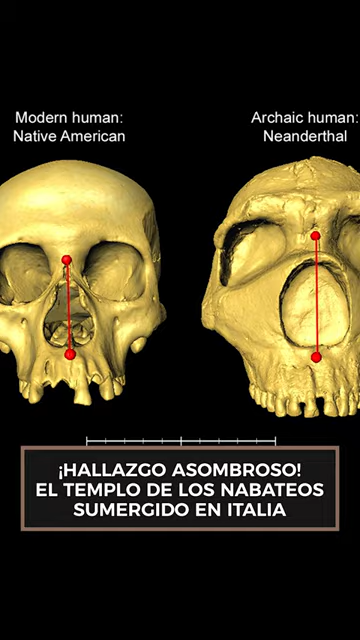 Modern human:
Native American
Archaic human:
Neanderthal
¡HALLAZGO ASOMBROSO!
EL TEMPLO DE LOS NABATEOS
SUMERGIDO EN ITALIA